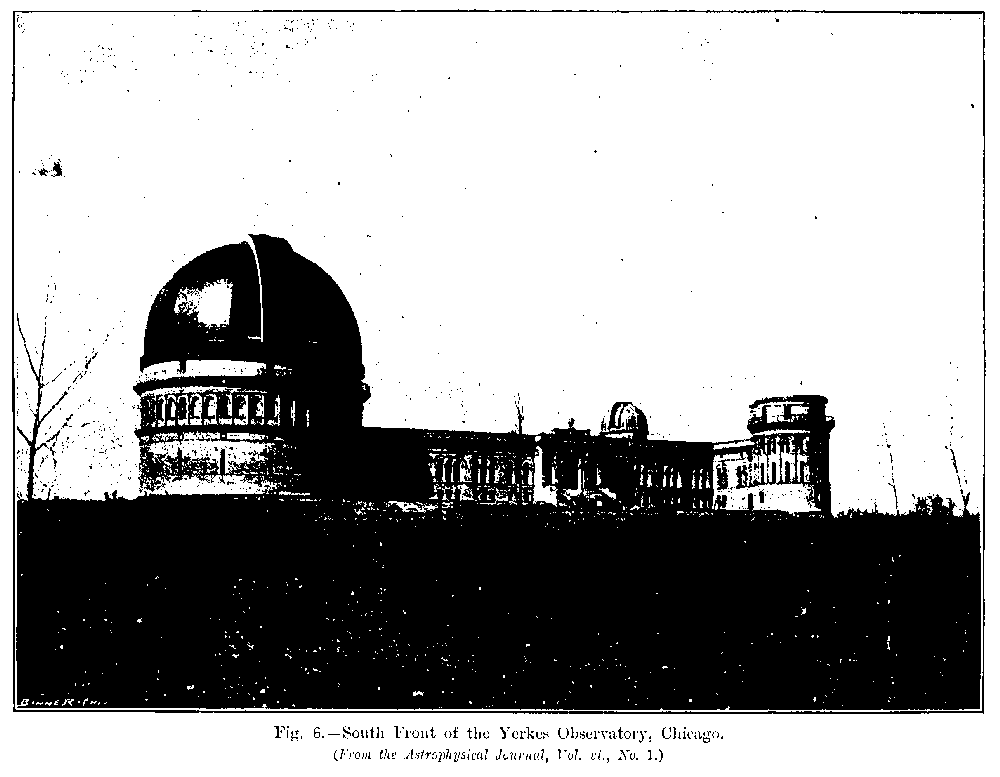 BINNER·CHI.
Fig. 6.—South Front of the Yerkes Observatory, Chicago.
(From the Astrophysical Journal, Vol. vi., No. 1.)